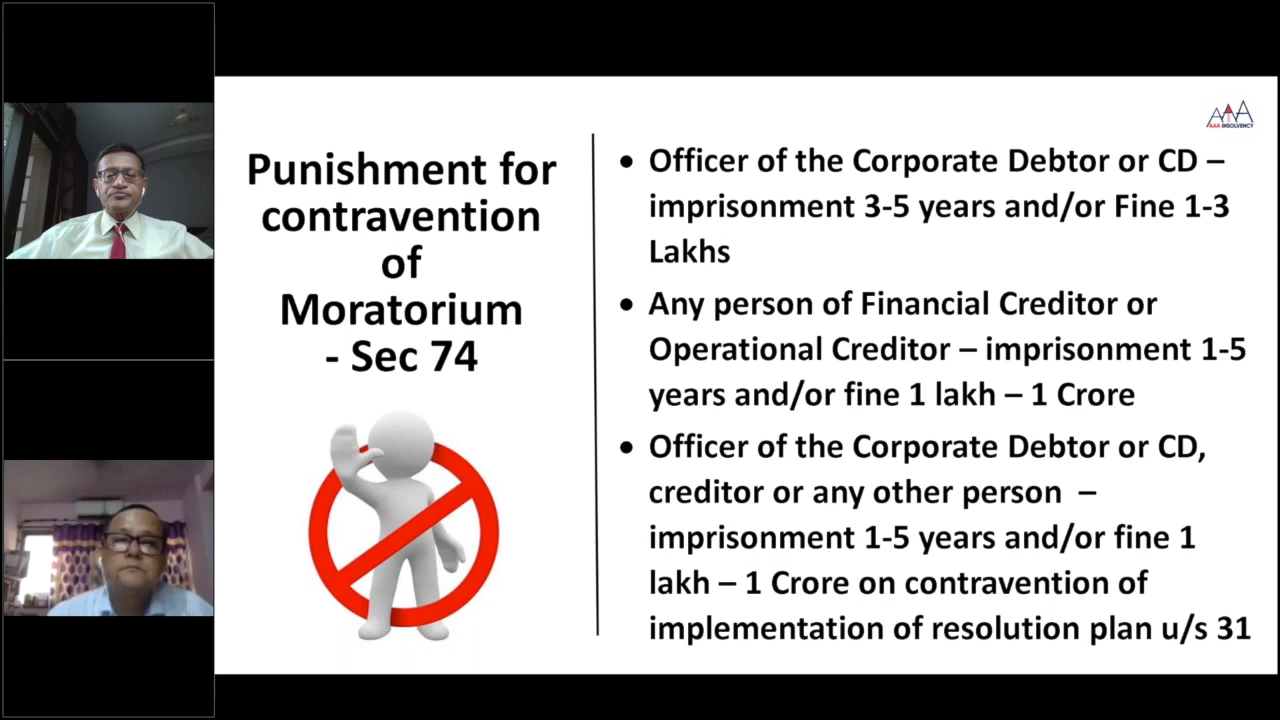 Punishment for
contravention
of
Moratorium
- Sec 74
AAA
AAA INSOLVENCY
• Officer of the Corporate Debtor or CD –
imprisonment 3-5 years and/or Fine 1-3
Lakhs
• Any person of Financial Creditor or
Operational Creditor – imprisonment 1-5
years and/or fine 1 lakh – 1 Crore
• Officer of the Corporate Debtor or CD,
creditor or any other person –
imprisonment 1-5 years and/or fine 1
lakh – 1 Crore on contravention of
implementation of resolution plan u/s 31